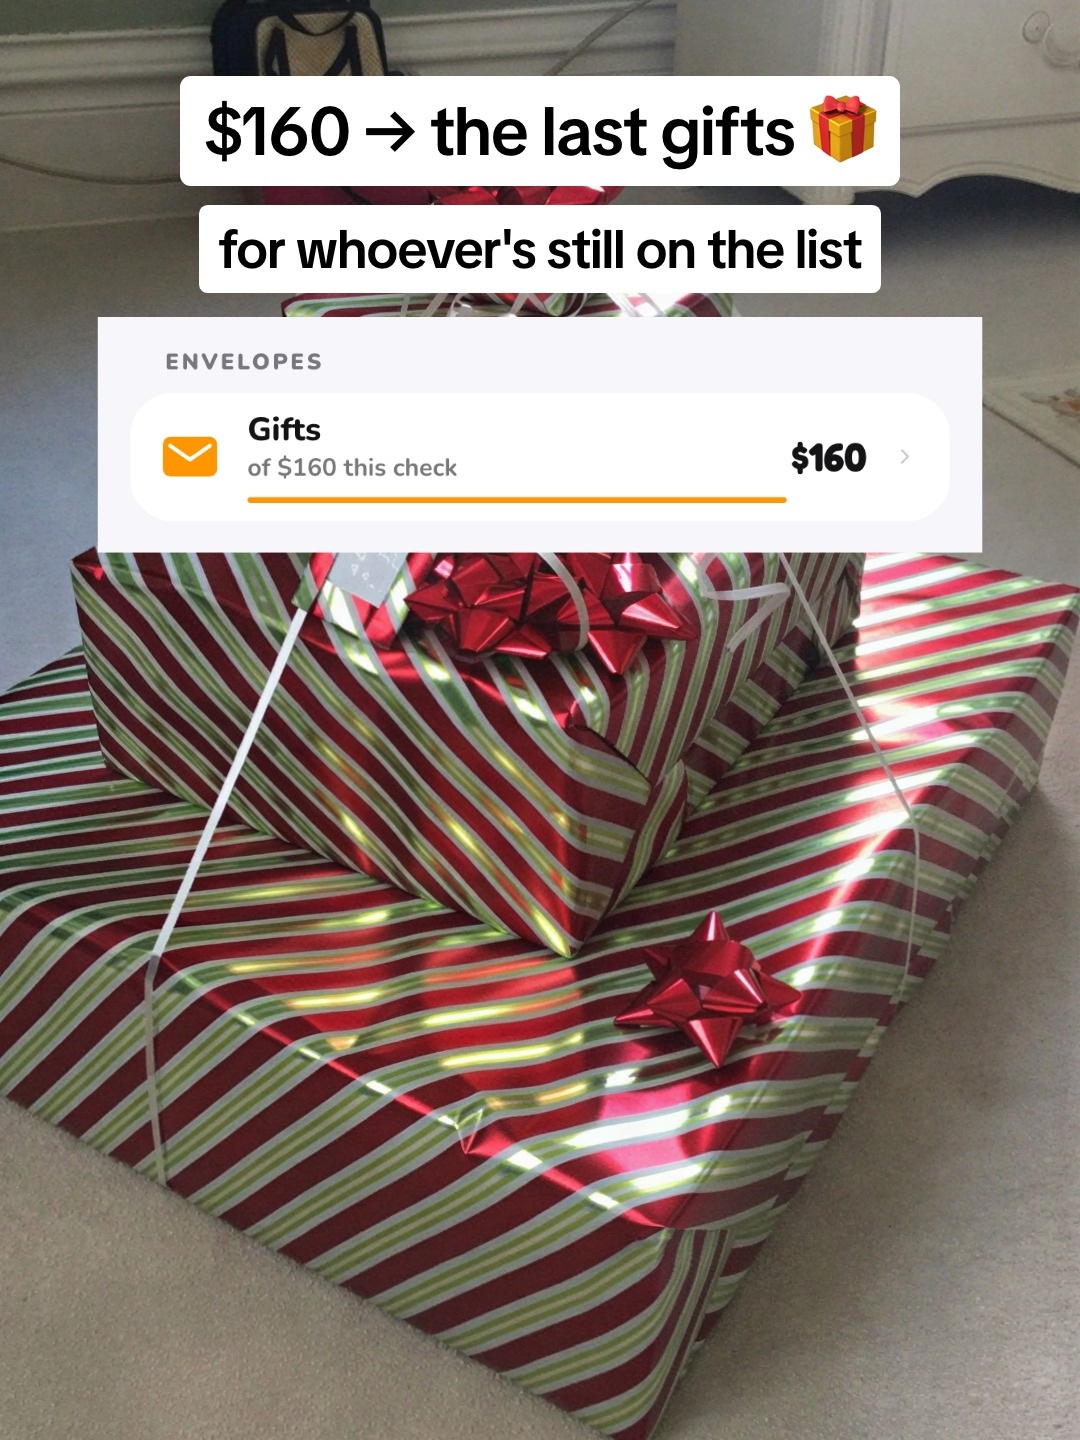 $160 → the last gifts 🎁
for whoever's still on the list
ENVELOPES
Gifts
of $160 this check
$160